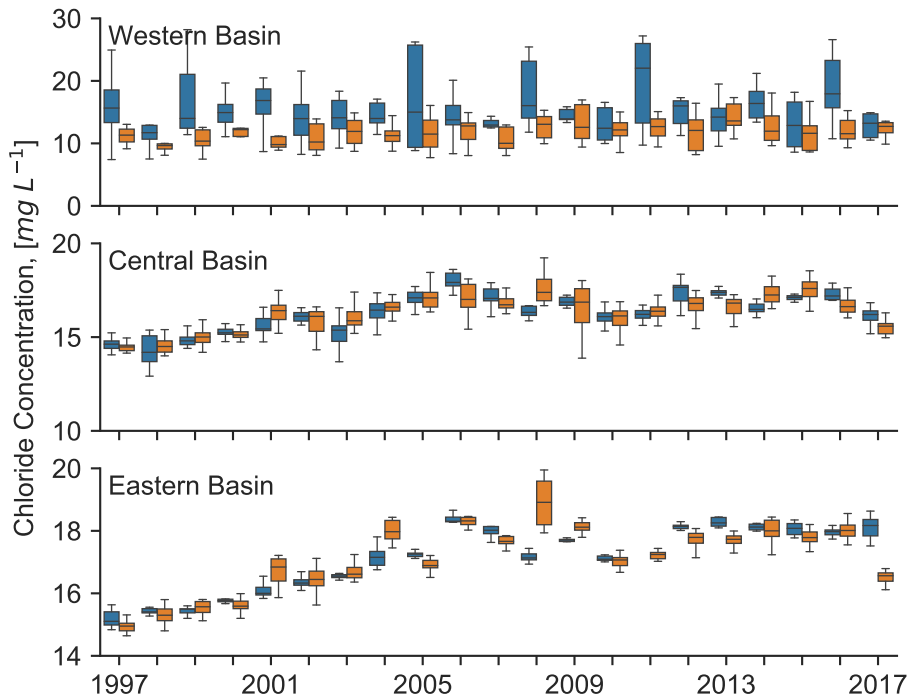 Chloride Concentration, [mg L⁻¹]
Western Basin
30
20
10
0
Central Basin
20
15
10
Eastern Basin
20
18
16
14
1997 2001 2005 2009 2013 2017